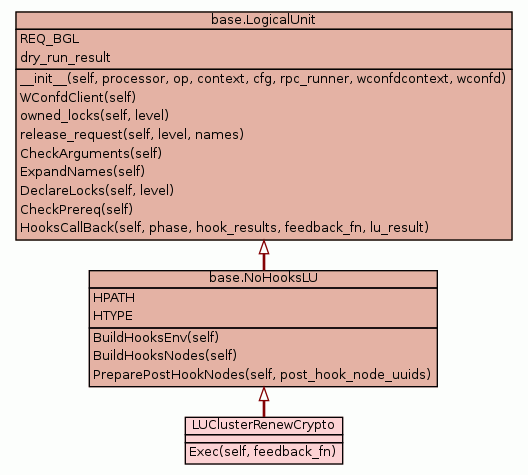 base.LogicalUnit
REQ_BGL
dry_run_result
__init__(self, processor, op, context, cfg, rpc_runner, wconfdcontext, wconfd)
WConfdClient(self)
owned_locks(self, level)
release_request(self, level, names)
CheckArguments(self)
ExpandNames(self)
DeclareLocks(self, level)
CheckPrereq(self)
HooksCallBack(self, phase, hook_results, feedback_fn, lu_result)
base.NoHooksLU
HPATH
HTYPE
BuildHooksEnv(self)
BuildHooksNodes(self)
PreparePostHookNodes(self, post_hook_node_uuids)
LUClusterRenewCrypto
Exec(self, feedback_fn)